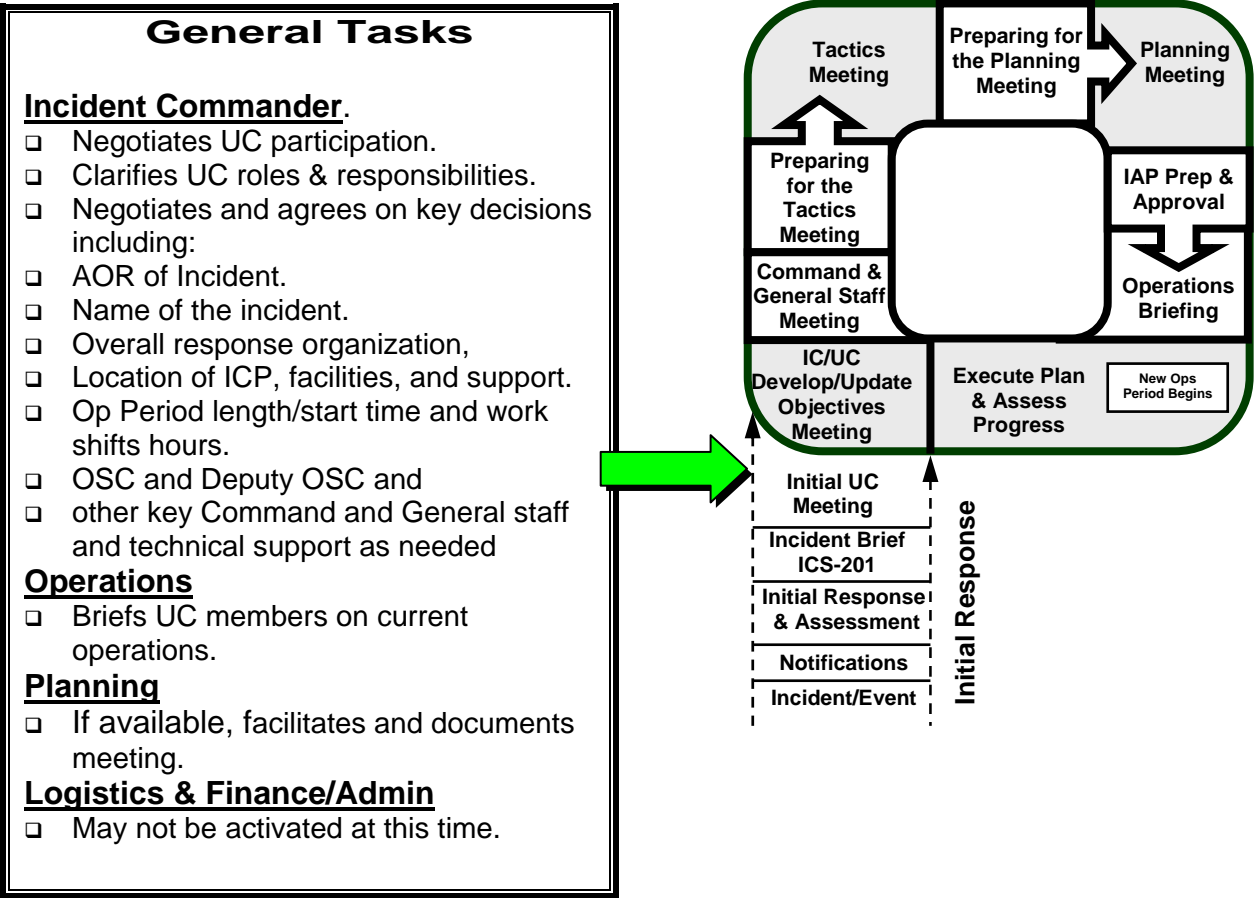 General Tasks
Incident Commander.
❑ Negotiates UC participation.
❑ Clarifies UC roles & responsibilities.
❑ Negotiates and agrees on key decisions
including:
❑ AOR of Incident.
❑ Name of the incident.
❑ Overall response organization,
❑ Location of ICP, facilities, and support.
❑ Op Period length/start time and work
shifts hours.
❑ OSC and Deputy OSC and
❑ other key Command and General staff
and technical support as needed
Operations
❑ Briefs UC members on current
operations.
Planning
❑ If available, facilitates and documents
meeting.
Logistics & Finance/Admin
❑ May not be activated at this time.
Tactics
Meeting
Preparing for
the Planning
Meeting
Planning
Meeting
Preparing
for the
Tactics
Meeting
IAP Prep &
Approval
Command &
General Staff
Meeting
Operations
Briefing
IC/UC
Develop/Update
Objectives
Meeting
Execute Plan
& Assess
Progress
New Ops
Period Begins
Initial UC
Meeting
Incident Brief
ICS-201
Initial Response
& Assessment
Notifications
Incident/Event
Initial Response